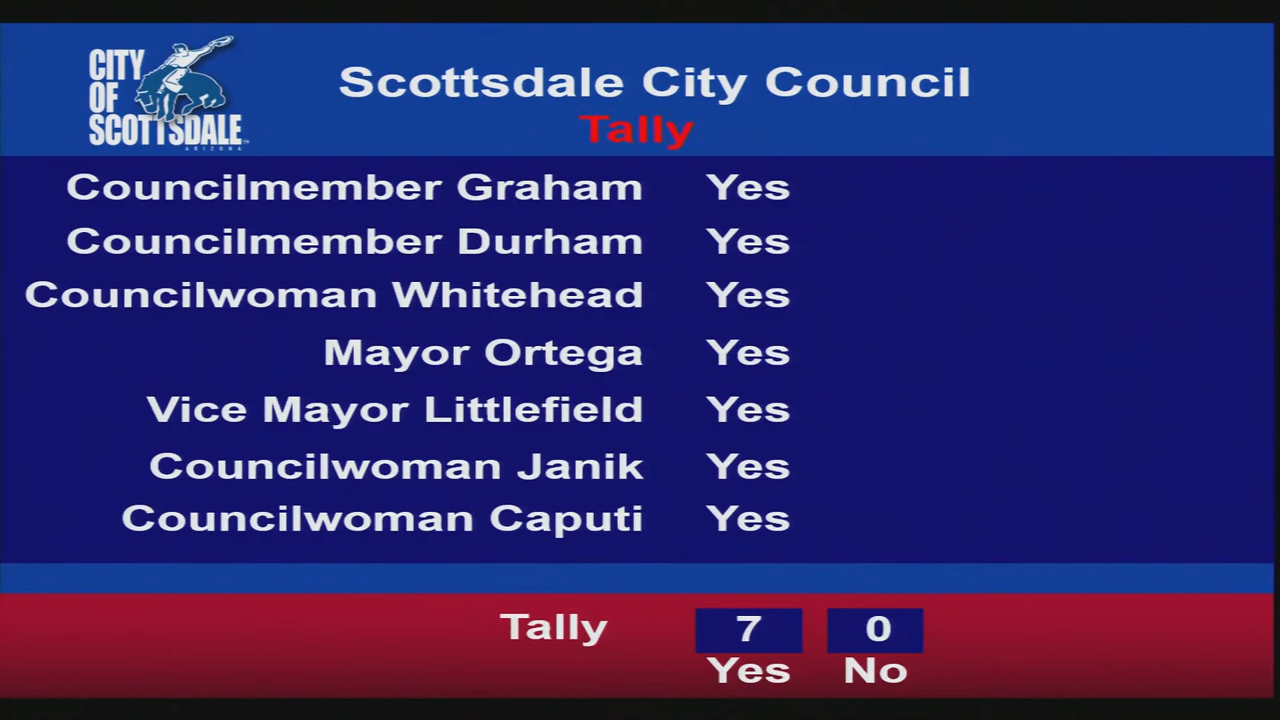 CITY
OF
SCOTTSDALE
ARIZONA
Scottsdale City Council
Tally
Councilmember Graham Yes
Councilmember Durham Yes
Councilwoman Whitehead Yes
Mayor Ortega Yes
Vice Mayor Littlefield Yes
Councilwoman Janik Yes
Councilwoman Caputi Yes
Tally 7 0
Yes No